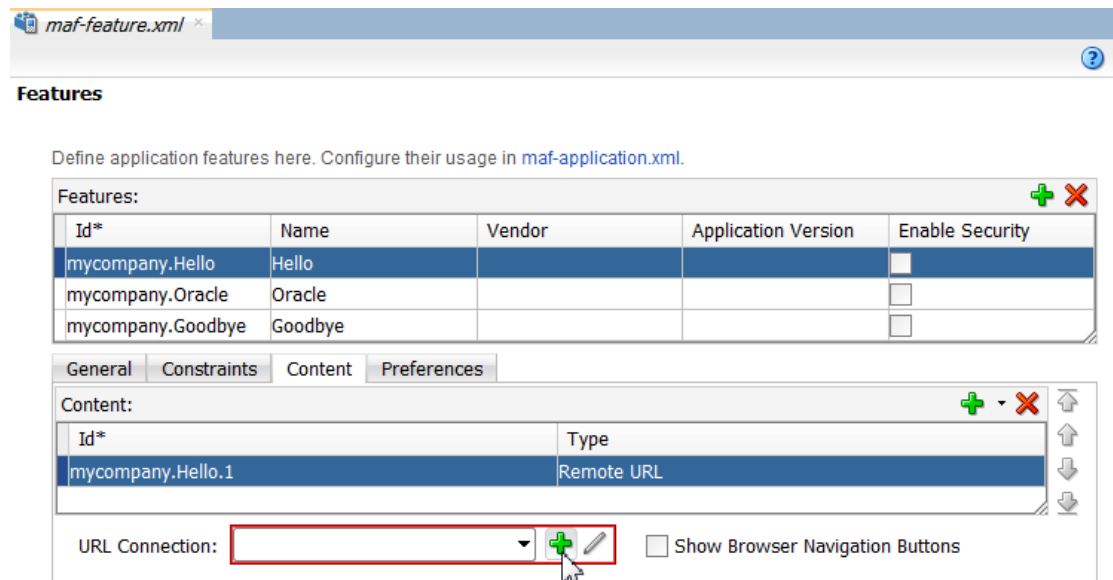 maf-feature.xml
Features
Define application features here. Configure their usage in maf-application.xml.
Features:
Id* Name Vendor Application Version Enable Security
mycompany.Hello Hello
mycompany.Oracle Oracle
mycompany.Goodbye Goodbye
General Constraints Content Preferences
Content:
Id* Type
mycompany.Hello.1 Remote URL
URL Connection: Show Browser Navigation Buttons